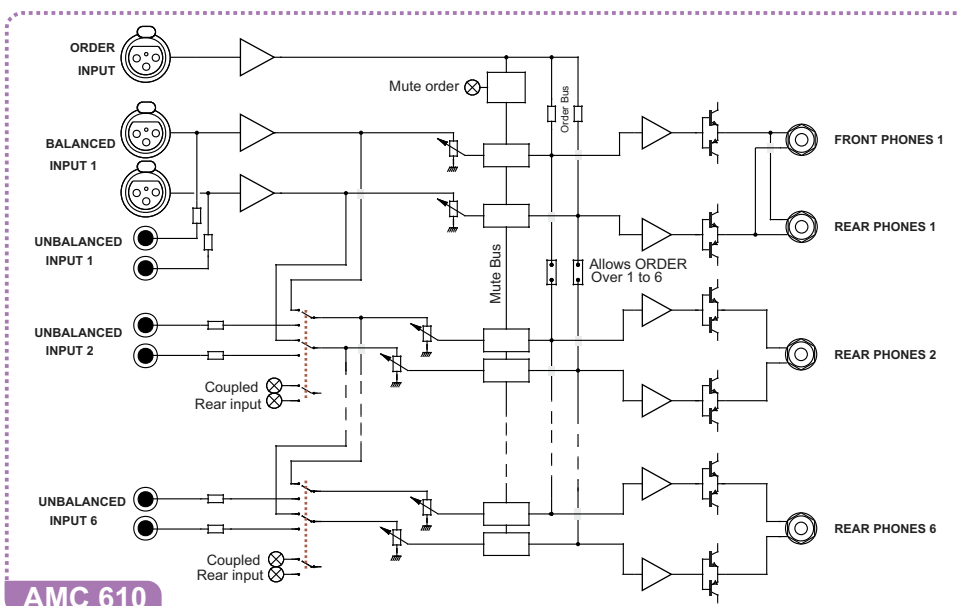 ORDER
INPUT
Mute order
Order Bus
BALANCED
INPUT 1
FRONT PHONES 1
UNBALANCED
INPUT 1
REAR PHONES 1
Mute Bus
Allows ORDER
Over 1 to 6
UNBALANCED
INPUT 2
REAR PHONES 2
Coupled
Rear input
UNBALANCED
INPUT 6
REAR PHONES 6
Coupled
Rear input
AMC 610